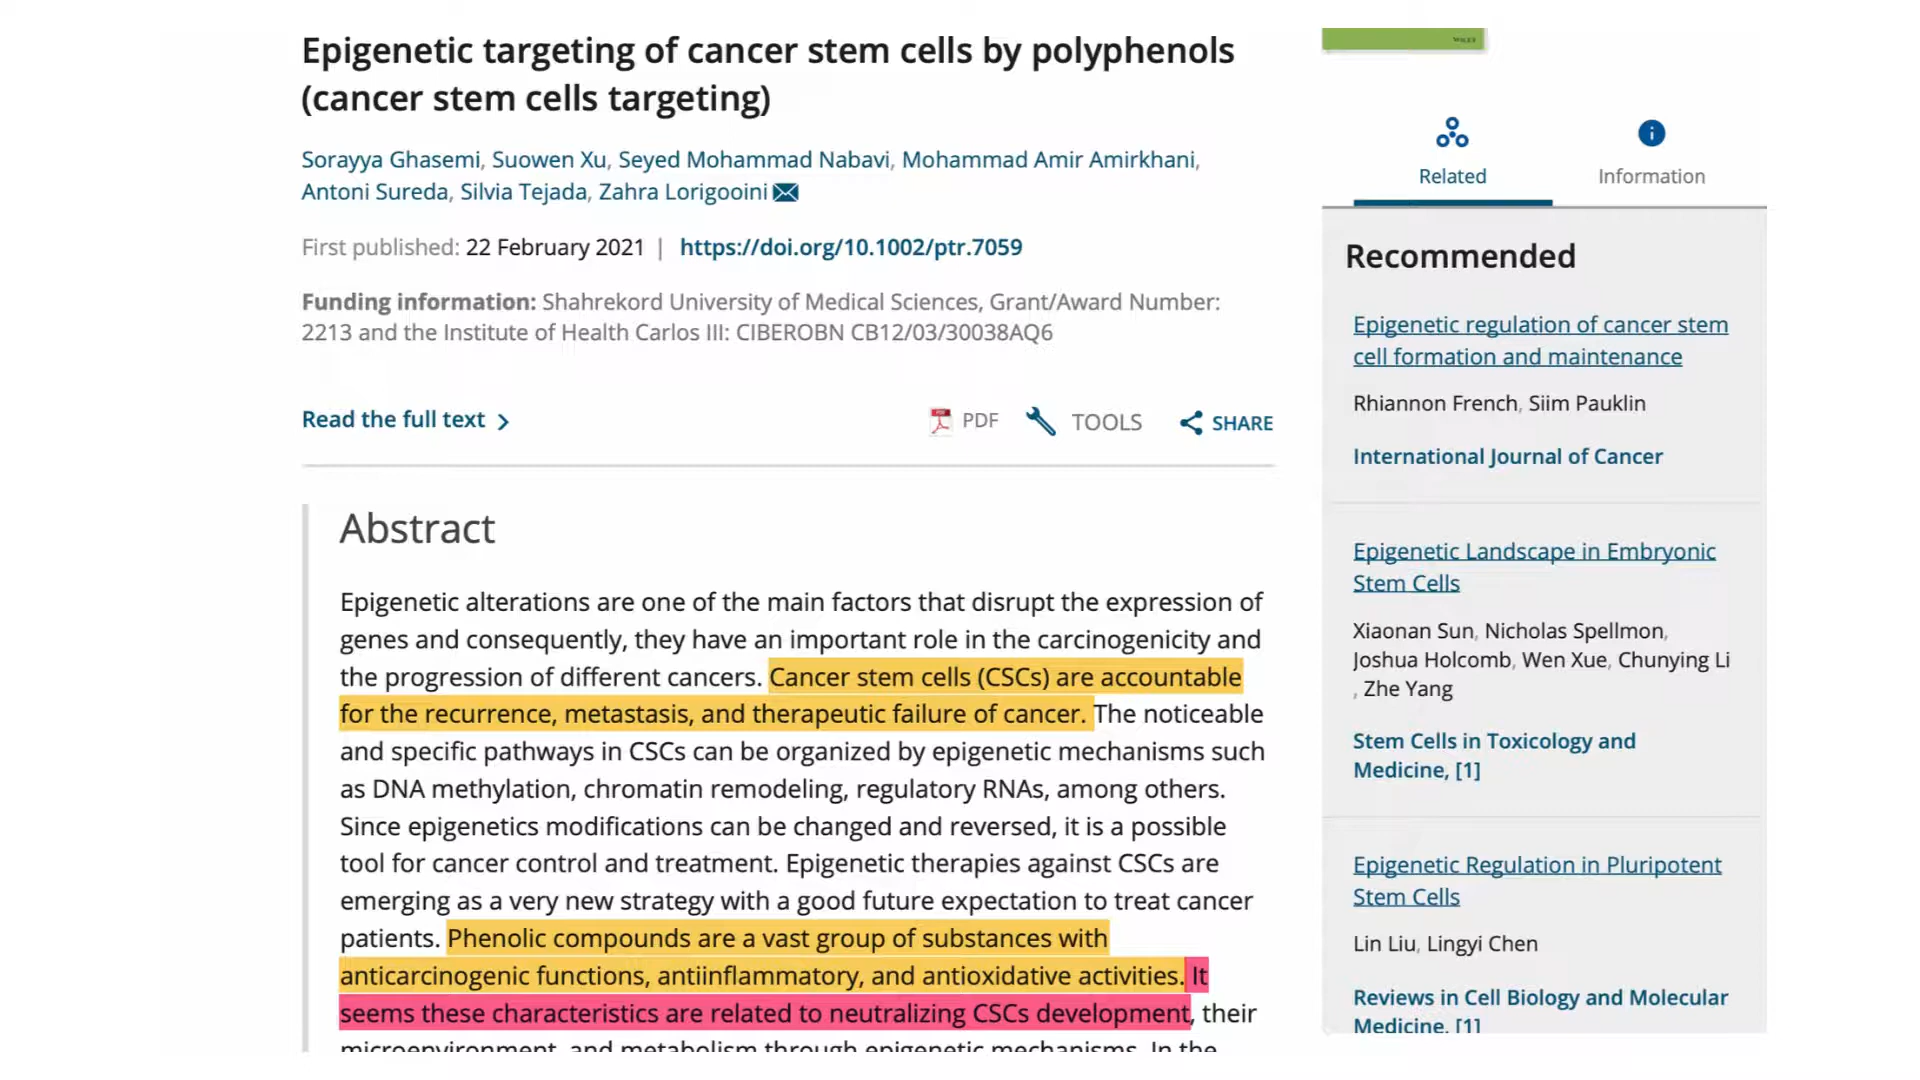 Epigenetic targeting of cancer stem cells by polyphenols
(cancer stem cells targeting)
Sorayya Ghasemi, Suowen Xu, Seyed Mohammad Nabavi, Mohammad Amir Amirkhani,
Antoni Sureda, Silvia Tejada, Zahra Lorigooini
First published: 22 February 2021 | https://doi.org/10.1002/ptr.7059
Funding information: Shahrekord University of Medical Sciences, Grant/Award Number:
2213 and the Institute of Health Carlos III: CIBEROBN CB12/03/30038AQ6
Read the full text
PDF TOOLS SHARE
Abstract
Epigenetic alterations are one of the main factors that disrupt the expression of
genes and consequently, they have an important role in the carcinogenicity and
the progression of different cancers. Cancer stem cells (CSCs) are accountable
for the recurrence, metastasis, and therapeutic failure of cancer. The noticeable
and specific pathways in CSCs can be organized by epigenetic mechanisms such
as DNA methylation, chromatin remodeling, regulatory RNAs, among others.
Since epigenetics modifications can be changed and reversed, it is a possible
tool for cancer control and treatment. Epigenetic therapies against CSCs are
emerging as a very new strategy with a good future expectation to treat cancer
patients. Phenolic compounds are a vast group of substances with
anticarcinogenic functions, antiinflammatory, and antioxidative activities. It
seems these characteristics are related to neutralizing CSCs development, their
microenvironment, and metabolism through epigenetic mechanisms. In the
WILEY
Related
Information
Recommended
Epigenetic regulation of cancer stem
cell formation and maintenance
Rhiannon French, Siim Pauklin
International Journal of Cancer
Epigenetic Landscape in Embryonic
Stem Cells
Xiaonan Sun, Nicholas Spellmon,
Joshua Holcomb, Wen Xue, Chunying Li
, Zhe Yang
Stem Cells in Toxicology and
Medicine, [1]
Epigenetic Regulation in Pluripotent
Stem Cells
Lin Liu, Lingyi Chen
Reviews in Cell Biology and Molecular
Medicine, [1]